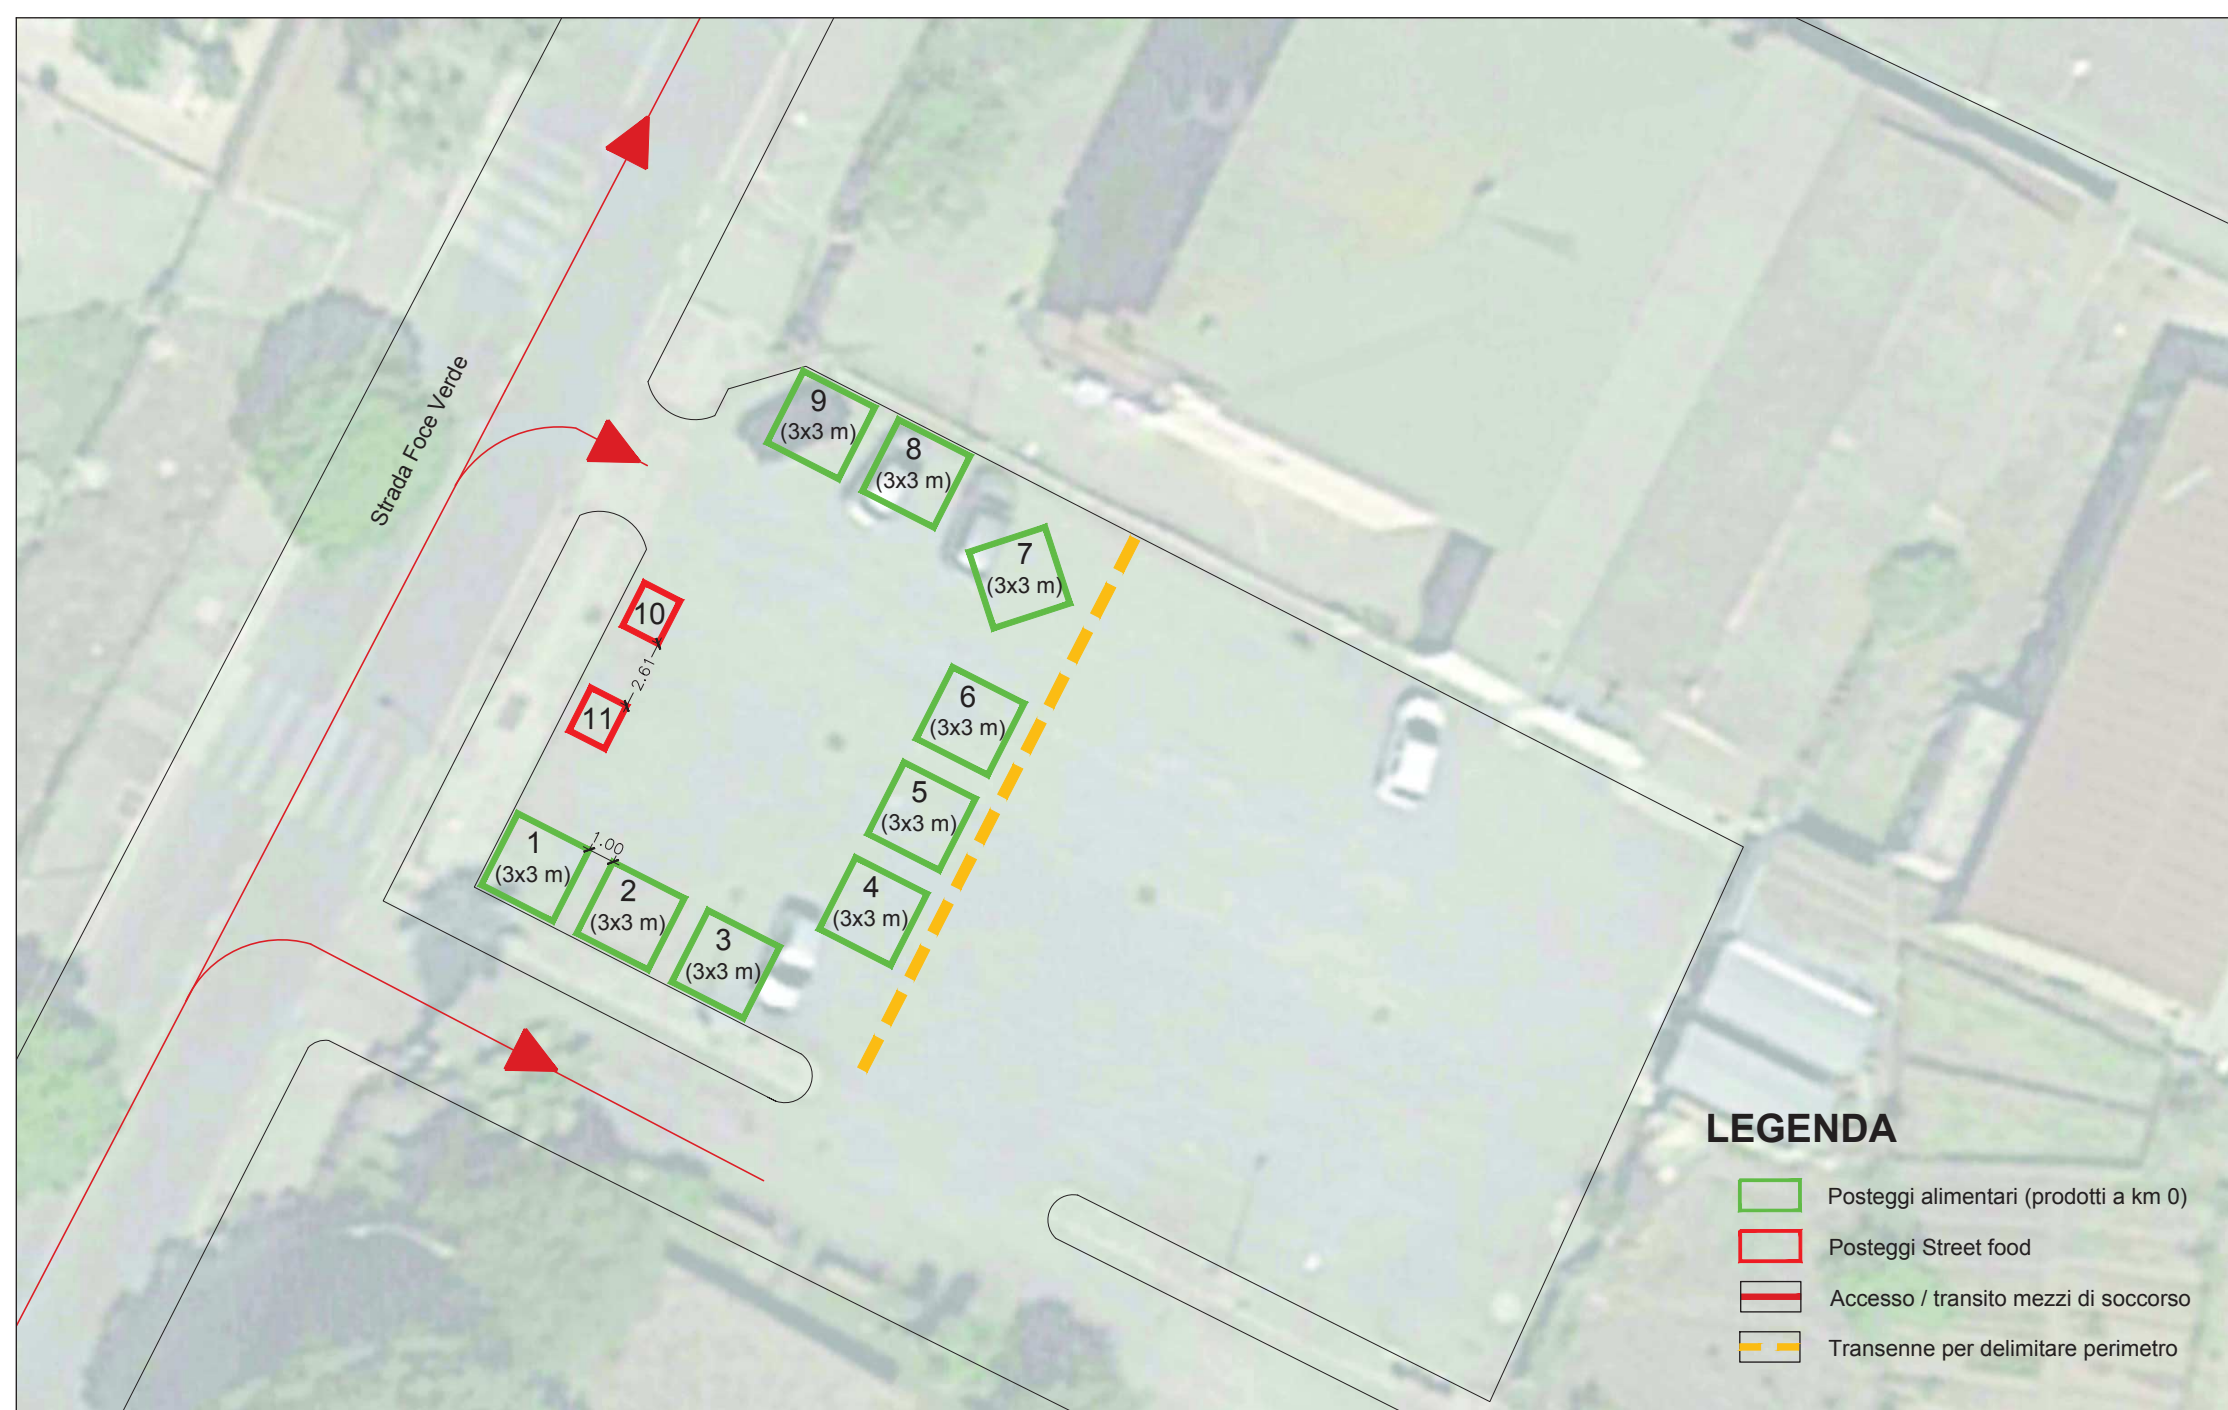 Strada Foce Verde
9
(3x3 m)
8
(3x3 m)
7
(3x3 m)
10
2.61
11
6
(3x3 m)
5
(3x3 m)
4
(3x3 m)
1
(3x3 m)
1.00
2
(3x3 m)
3
(3x3 m)
LEGENDA
Posteggi alimentari (prodotti a km 0)
Posteggi Street food
Accesso / transito mezzi di soccorso
Transenne per delimitare perimetro